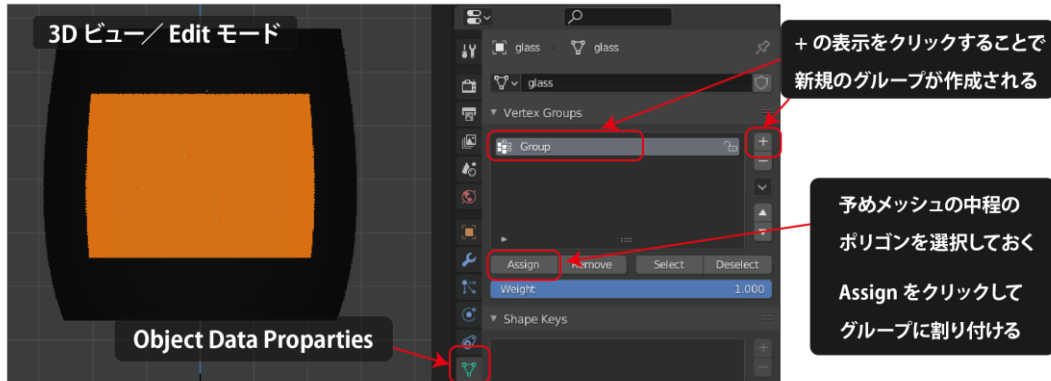 3D ビュー／ Edit モード
glass
glass
glass
Vertex Groups
Group
Assign
Remove
Select
Deselect
Weight
1.000
Shape Keys
Object Data Proparties
+ の表示をクリックすることで
新規のグループが作成される
予めメッシュの中程の
ポリゴンを選択しておく
Assign をクリックして
グループに割り付ける